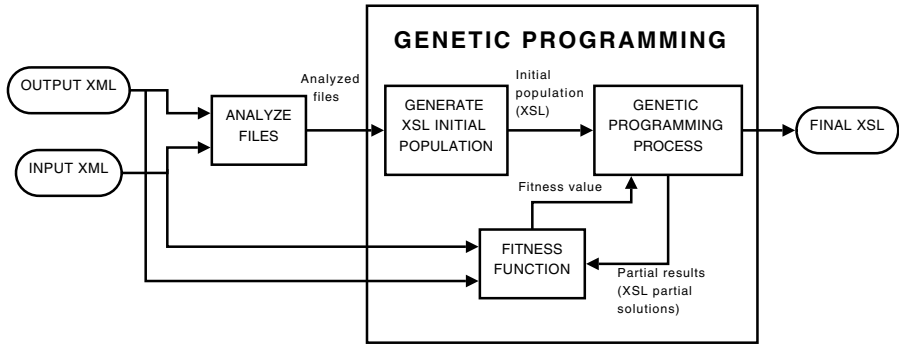 GENETIC PROGRAMMING
OUTPUT XML
INPUT XML
ANALYZE
FILES
Analyzed
files
GENERATE
XSL INITIAL
POPULATION
Initial
population
(XSL)
GENETIC
PROGRAMMING
PROCESS
FINAL XSL
Fitness value
FITNESS
FUNCTION
Partial results
(XSL partial
solutions)